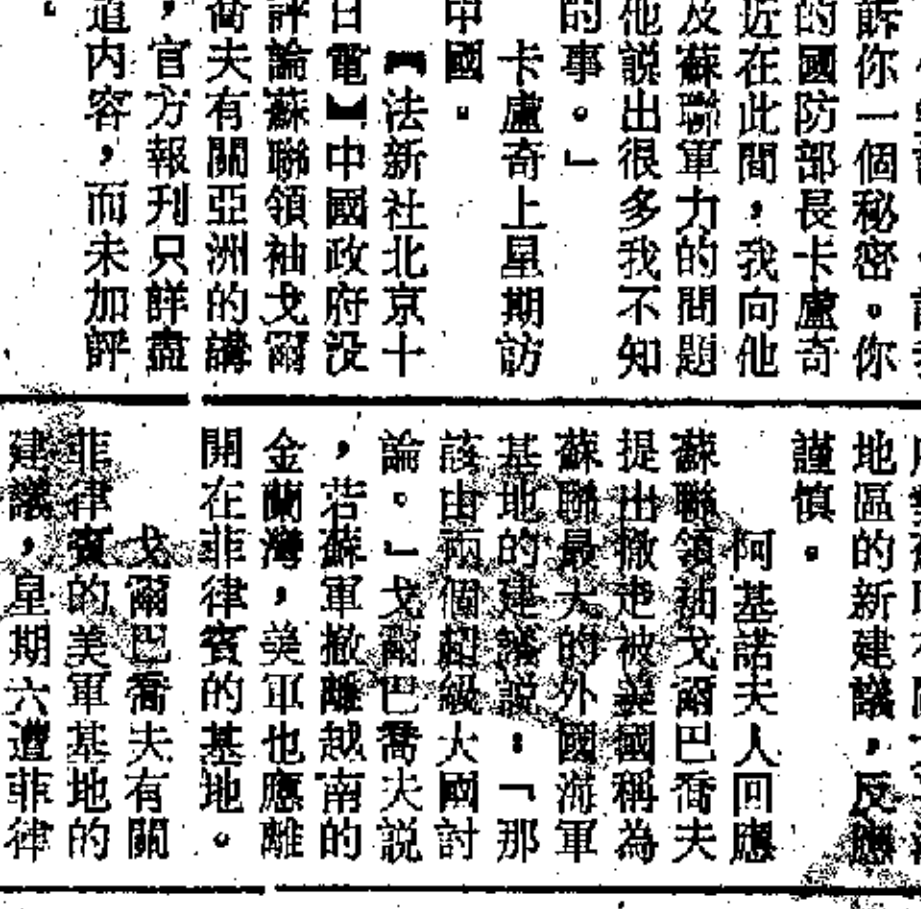 訴你一個秘密。你
的國防部長卡盧奇
近在此間，我向他
及蘇聯軍力的問題
他説出很多我不知
的事。」
卡盧奇上星期訪
中國。
【法新社北京十
日電】中國政府没
評論蘇聯領袖戈爾
喬夫有關亞洲的講
，官方報刊只詳盡
道内容，而未加評
。
地區的新建議，反應
謹慎。
阿基諾夫人回應
蘇聯領袖戈爾巴喬夫
提出撤走被美國稱為
蘇聯最大的外國海軍
基地的建議説：「那
該由兩個超級大國討
論。」戈爾巴喬夫説
，若蘇軍撤離越南的
金蘭灣，美軍也應離
開在菲律賓的基地。
戈爾巴喬夫有關
菲律賓的美軍基地的
建議，星期六遭菲律